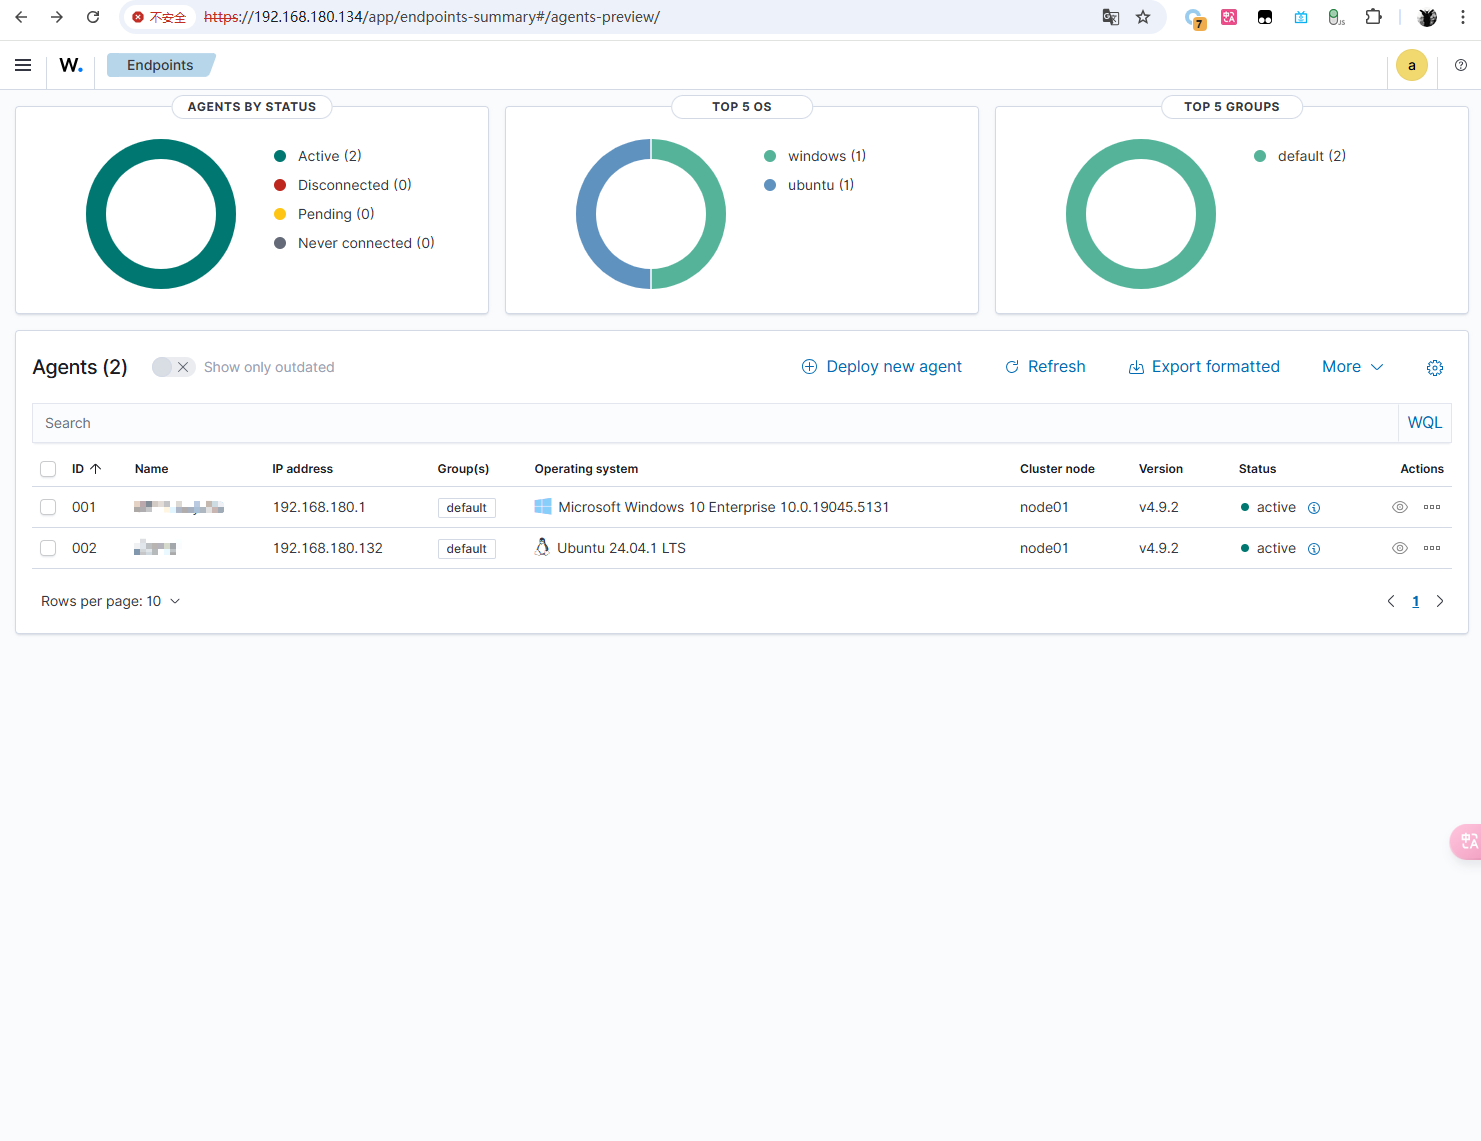 不安全 https://192.168.180.134/app/endpoints-summary#/agents-preview/
7
JS
W. Endpoints a
AGENTS BY STATUS
Active (2)
Disconnected (0)
Pending (0)
Never connected (0)
TOP 5 OS
windows (1)
ubuntu (1)
TOP 5 GROUPS
default (2)
Agents (2) Show only outdated Deploy new agent Refresh Export formatted More
Search WQL
ID Name IP address Group(s) Operating system Cluster node Version Status Actions
001 192.168.180.1 default Microsoft Windows 10 Enterprise 10.0.19045.5131 node01 v4.9.2 active
002 192.168.180.132 default Ubuntu 24.04.1 LTS node01 v4.9.2 active
Rows per page: 10 1